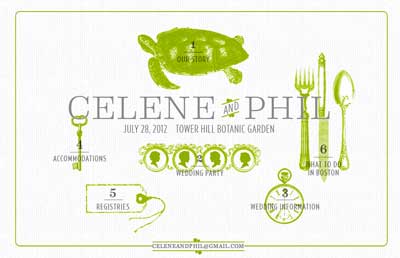 1
OUR STORY
CELENE AND PHIL
JULY 28, 2012 TOWER HILL BOTANIC GARDEN
4
ACCOMMODATIONS
2
WEDDING PARTY
6
WHAT TO DO
IN BOSTON
5
REGISTRIES
3
WEDDING INFORMATION
CELENEANDPHIL@GMAIL.COM